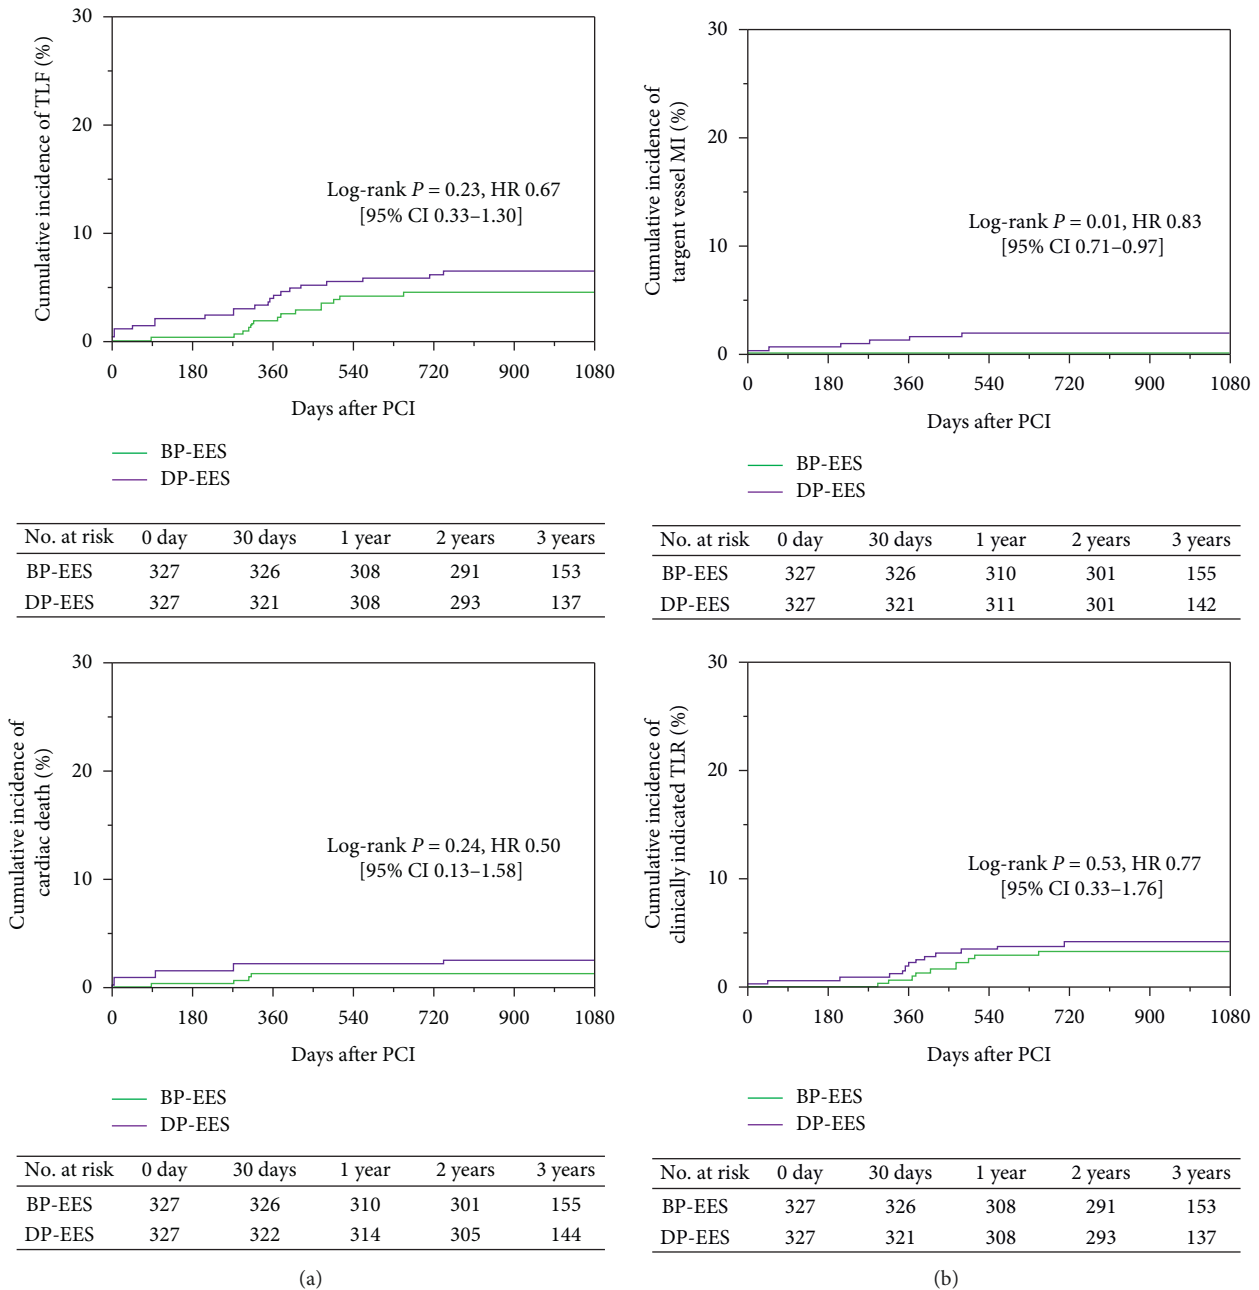 Cumulative incidence of TLF (%)
30
20
10
0
Log-rank P = 0.23, HR 0.67
[95% CI 0.33–1.30]
0 180 360 540 720 900 1080
Days after PCI
BP-EES
DP-EES
No. at risk 0 day 30 days 1 year 2 years 3 years
BP-EES 327 326 308 291 153
DP-EES 327 321 308 293 137
Cumulative incidence of
targent vessel MI (%)
30
20
10
0
Log-rank P = 0.01, HR 0.83
[95% CI 0.71–0.97]
0 180 360 540 720 900 1080
Days after PCI
BP-EES
DP-EES
No. at risk 0 day 30 days 1 year 2 years 3 years
BP-EES 327 326 310 301 155
DP-EES 327 321 311 301 142
Cumulative incidence of
cardiac death (%)
30
20
10
0
Log-rank P = 0.24, HR 0.50
[95% CI 0.13–1.58]
0 180 360 540 720 900 1080
Days after PCI
BP-EES
DP-EES
No. at risk 0 day 30 days 1 year 2 years 3 years
BP-EES 327 326 310 301 155
DP-EES 327 322 314 305 144
(a)
Cumulative incidence of
clinically indicated TLR (%)
30
20
10
0
Log-rank P = 0.53, HR 0.77
[95% CI 0.33–1.76]
0 180 360 540 720 900 1080
Days after PCI
BP-EES
DP-EES
No. at risk 0 day 30 days 1 year 2 years 3 years
BP-EES 327 326 308 291 153
DP-EES 327 321 308 293 137
(b)